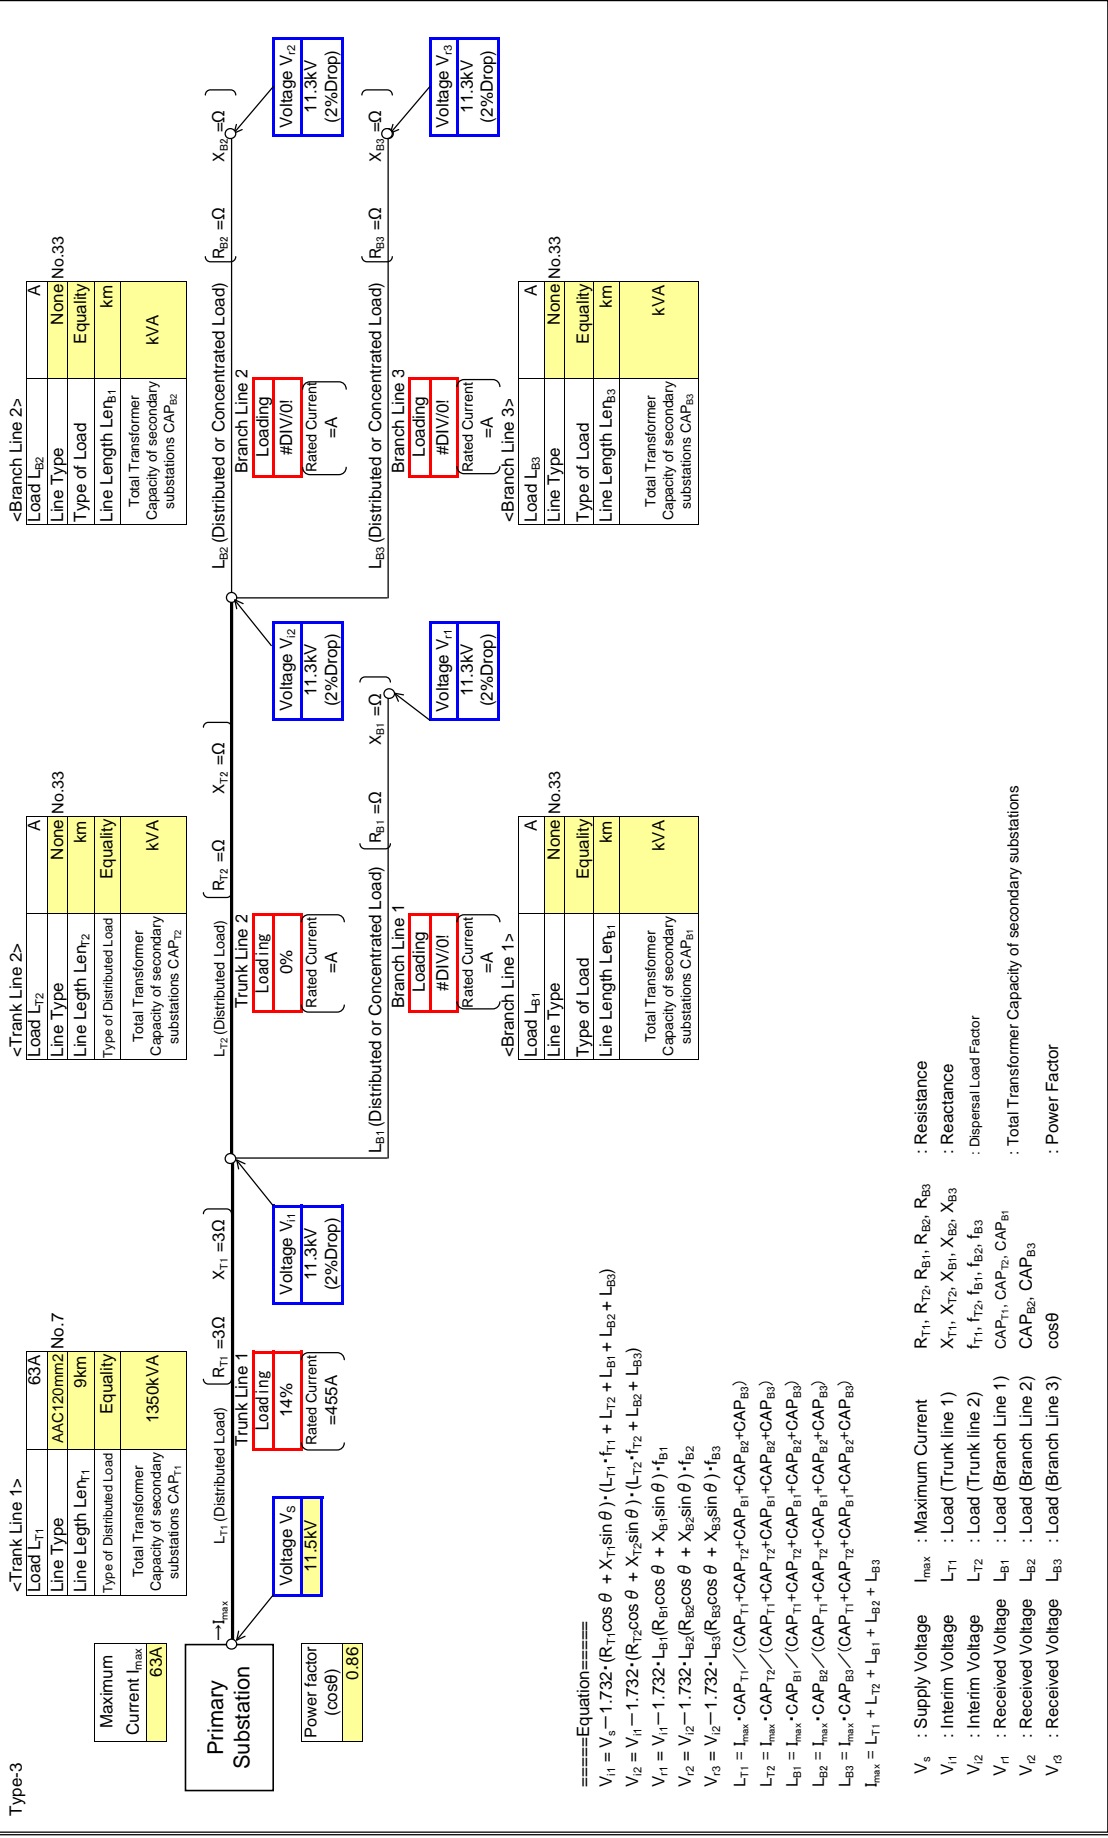 Type-3
Maximum
Current Imax
63A
Primary
Substation
Power factor
(cosθ)
0.86
→Imax
Voltage VS
11.5kV
<Trank Line 1>
Load LT1 63A
Line Type AAC120mm2 No.7
Line Length LenT1 9km
Type of Distributed Load Equality
Total Transformer
Capacity of secondary
substations CAPT1
1350kVA
LT1 (Distributed Load) RT1 =3Ω XT1 =3Ω
Trunk Line 1
Loading
14%
Rated Current
=455A
Voltage Vi1
11.3kV
(2%Drop)
<Trank Line 2>
Load LT2 A
Line Type None No.33
Line Legth LenT2 km
Type of Distributed Load Equality
Total Transformer
Capacity of secondary
substations CAPT2
kVA
LT2 (Distributed Load) RT2 =Ω XT2 =Ω
Trunk Line 2
Loading
0%
Rated Current
=A
Voltage Vi2
11.3kV
(2%Drop)
LB1 (Distributed or Concentrated Load) RB1 =Ω XB1 =Ω
Branch Line 1
Loading
#DIV/0!
Rated Current
=A
Voltage Vr1
11.3kV
(2%Drop)
<Branch Line 1>
Load LB1 A
Line Type None No.33
Type of Load Equality
Line Length LenB1 km
Total Transformer
Capacity of secondary
substations CAPB1
kVA
<Branch Line 2>
Load LB2 A
Line Type None No.33
Type of Load Equality
Line Length LenB1 km
Total Transformer
Capacity of secondary
substations CAPB2
kVA
LB2 (Distributed or Concentrated Load) RB2 =Ω XB2 =Ω
Branch Line 2
Loading
#DIV/0!
Rated Current
=A
Voltage Vr2
11.3kV
(2%Drop)
LB3 (Distributed or Concentrated Load) RB3 =Ω XB3 =Ω
Branch Line 3
Loading
#DIV/0!
Rated Current
=A
Voltage Vr3
11.3kV
(2%Drop)
<Branch Line 3>
Load LB3 A
Line Type None No.33
Type of Load Equality
Line Length LenB3 km
Total Transformer
Capacity of secondary
substations CAPB3
kVA
=====Equation=====
Vi1 = Vs－1.732・(RT1cos θ + XT1sin θ)・(LT1・fT1 + LT2 + LB1 + LB2 + LB3)
Vi2 = Vi1－1.732・(RT2cos θ + XT2sin θ)・(LT2・fT2 + LB2 + LB3)
Vr1 = Vi1－1.732・LB1(RB1cos θ + XB1sin θ)・fB1
Vr2 = Vi2－1.732・LB2(RB2cos θ + XB2sin θ)・fB2
Vr3 = Vi2－1.732・LB3(RB3cos θ + XB3sin θ)・fB3
LT1 = Imax・CAPT1／(CAPT1+CAPT2+CAPB1+CAPB2+CAPB3)
LT2 = Imax・CAPT2／(CAPT1+CAPT2+CAPB1+CAPB2+CAPB3)
LB1 = Imax・CAPB1／(CAPT1+CAPT2+CAPB1+CAPB2+CAPB3)
LB2 = Imax・CAPB2／(CAPT1+CAPT2+CAPB1+CAPB2+CAPB3)
LB3 = Imax・CAPB3／(CAPT1+CAPT2+CAPB1+CAPB2+CAPB3)
Imax = LT1 + LT2 + LB1 + LB2 + LB3
Vs : Supply Voltage Imax : Maximum Current RT1, RT2, RB1, RB2, RB3 : Resistance
Vi1 : Interim Voltage LT1 : Load (Trunk line 1) XT1, XT2, XB1, XB2, XB3 : Reactance
Vi2 : Interim Voltage LT2 : Load (Trunk line 2) fT1, fT2, fB1, fB2, fB3 : Dispersal Load Factor
Vr1 : Received Voltage LB1 : Load (Branch Line 1) CAPT1, CAPT2, CAPB1
Vr2 : Received Voltage LB2 : Load (Branch Line 2) CAPB2, CAPB3 : Total Transformer Capacity of secondary substations
Vr3 : Received Voltage LB3 : Load (Branch Line 3) cosθ : Power Factor